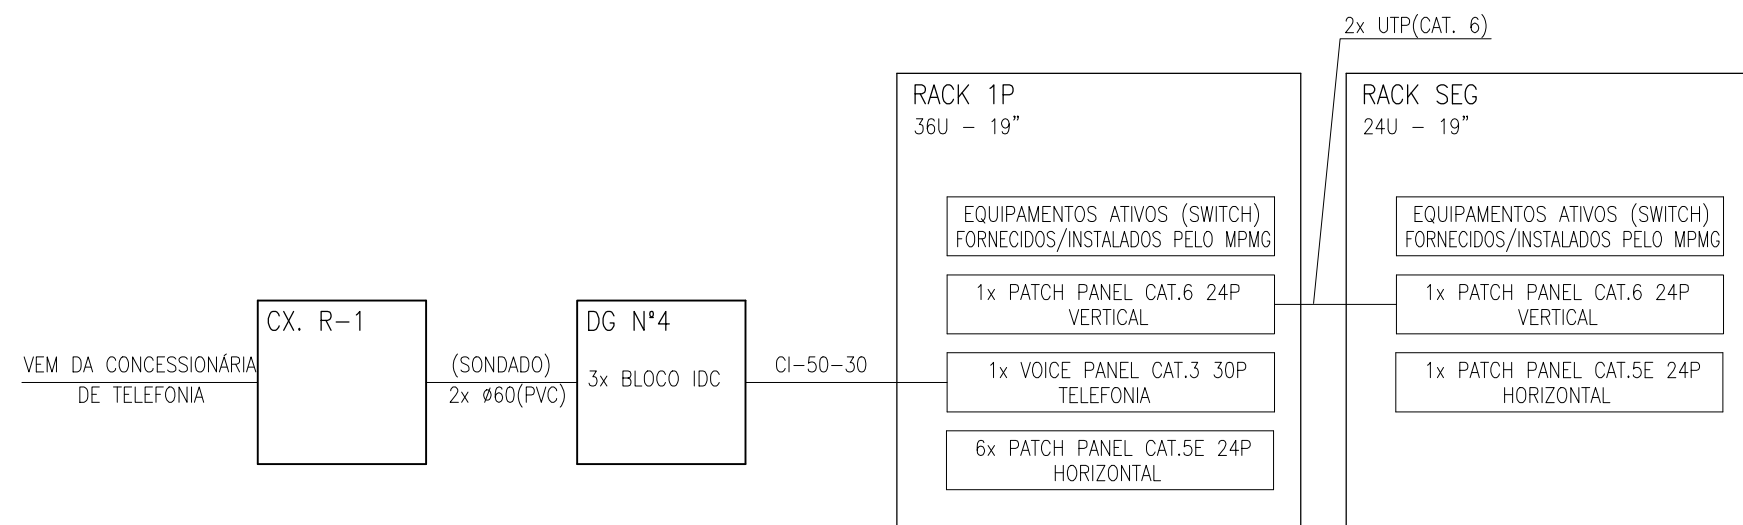 2x UTP(CAT. 6)
RACK 1P
36U - 19"
EQUIPAMENTOS ATIVOS (SWITCH)
FORNECIDOS/INSTALADOS PELO MPMG
1x PATCH PANEL CAT.6 24P
VERTICAL
1x VOICE PANEL CAT.3 30P
TELEFONIA
6x PATCH PANEL CAT.5E 24P
HORIZONTAL
RACK SEG
24U - 19"
EQUIPAMENTOS ATIVOS (SWITCH)
FORNECIDOS/INSTALADOS PELO MPMG
1x PATCH PANEL CAT.6 24P
VERTICAL
1x PATCH PANEL CAT.5E 24P
HORIZONTAL
VEM DA CONCESSIONÁRIA
DE TELEFONIA
CX. R-1
(SONDADO)
2x Ø60(PVC)
DG Nº4
3x BLOCO IDC
CI-50-30